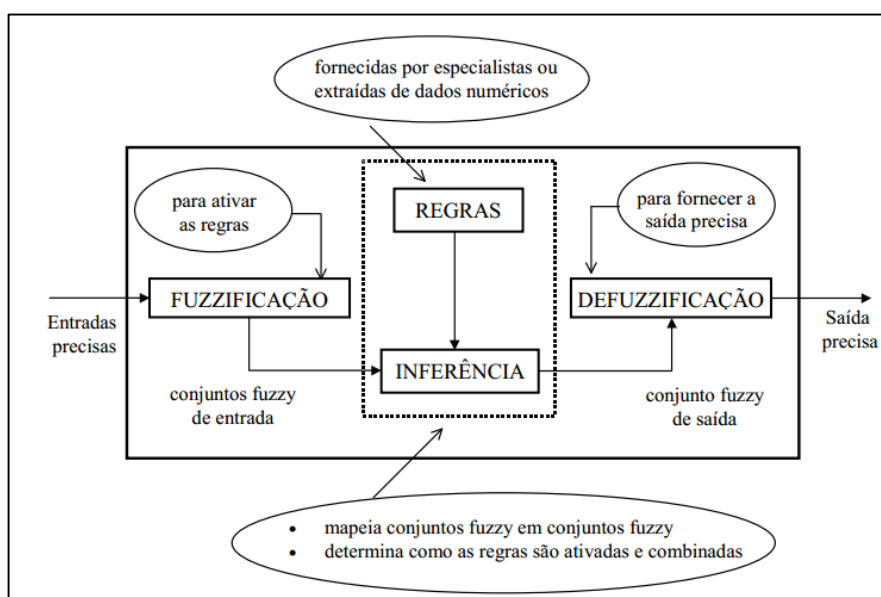 fornecidas por especialistas ou
extraídas de dados numéricos
para ativar
as regras
REGRAS
para fornecer a
saída precisa
FUZZIFICAÇÃO
DEFUZZIFICAÇÃO
Entradas
precisas
Saída
precisa
INFERÊNCIA
conjuntos fuzzy
de entrada
conjunto fuzzy
de saída
• mapeia conjuntos fuzzy em conjuntos fuzzy
• determina como as regras são ativadas e combinadas